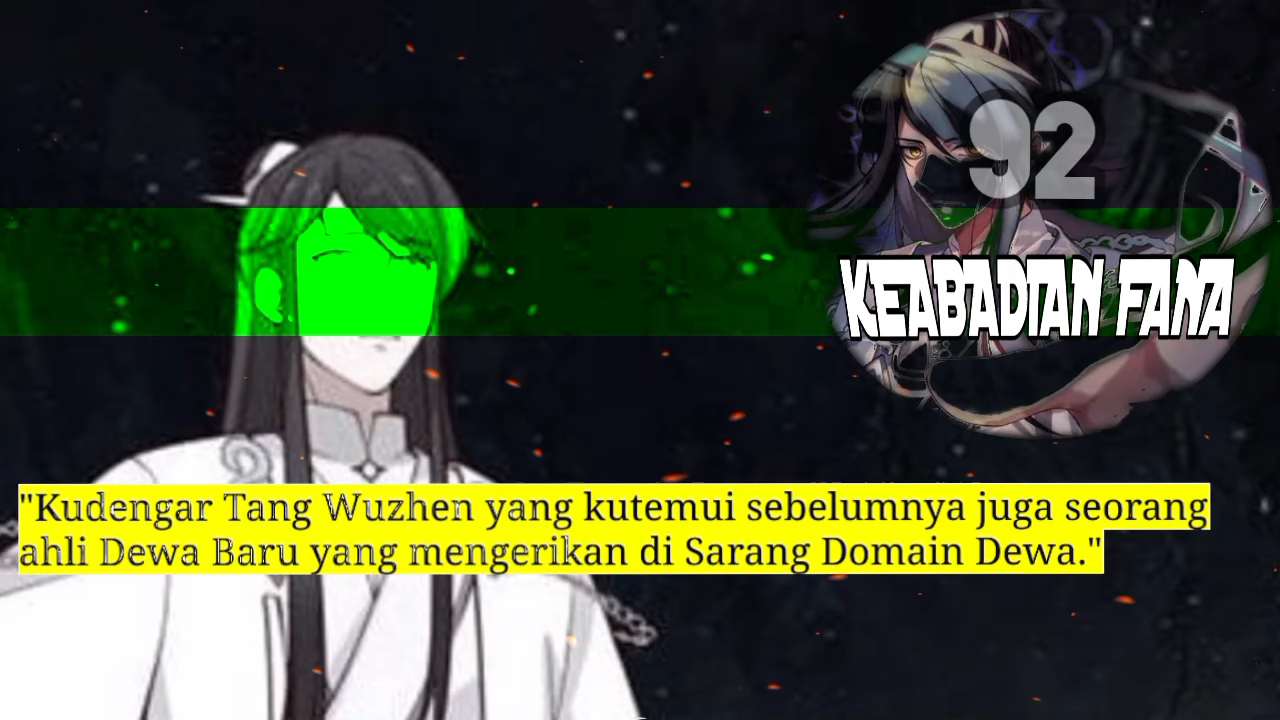 92
KEABADIAN FANA
"Kudengar Tang Wuzhen yang kutemui sebelumnya juga seorang
ahli Dewa Baru yang mengerikan di Sarang Domain Dewa."